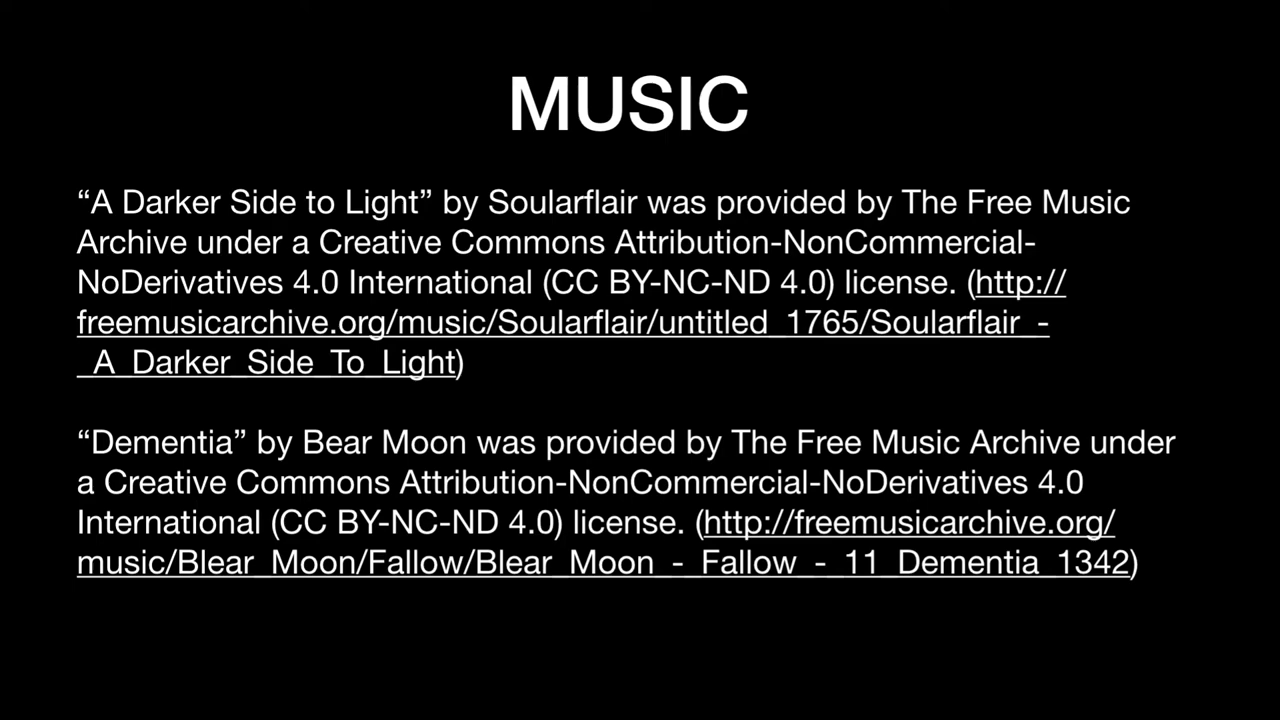 MUSIC
“A Darker Side to Light” by Soularflair was provided by The Free Music
Archive under a Creative Commons Attribution-NonCommercial-
NoDerivatives 4.0 International (CC BY-NC-ND 4.0) license. (http://
freemusicarchive.org/music/Soularflair/untitled_1765/Soularflair_-
_A_Darker_Side_To_Light)
“Dementia” by Bear Moon was provided by The Free Music Archive under
a Creative Commons Attribution-NonCommercial-NoDerivatives 4.0
International (CC BY-NC-ND 4.0) license. (http://freemusicarchive.org/
music/Blear_Moon/Fallow/Blear_Moon_-_Fallow_-_11_Dementia_1342)